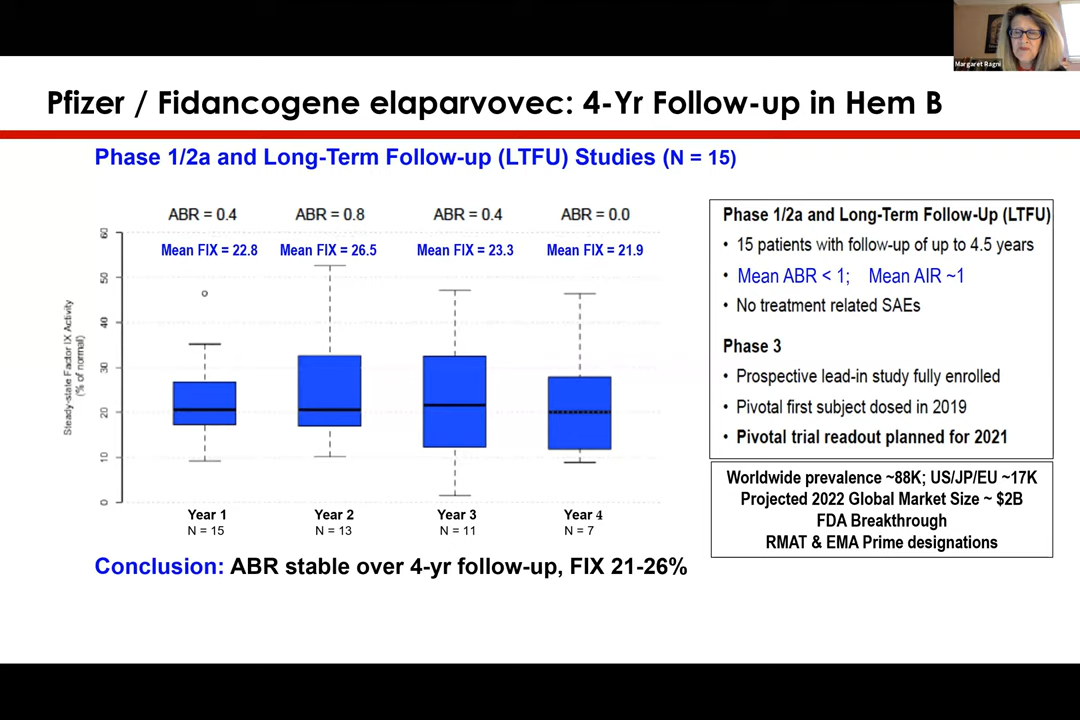 Margaret Ragni
Pfizer / Fidancogene elaparvovec: 4-Yr Follow-up in Hem B
Phase 1/2a and Long-Term Follow-up (LTFU) Studies (N = 15)
ABR = 0.4 ABR = 0.8 ABR = 0.4 ABR = 0.0
Mean FIX = 22.8 Mean FIX = 26.5 Mean FIX = 23.3 Mean FIX = 21.9
Steady-state Factor IX Activity
(% of normal)
60
50
40
30
20
10
0
Year 1 Year 2 Year 3 Year 4
N = 15 N = 13 N = 11 N = 7
Phase 1/2a and Long-Term Follow-Up (LTFU)
• 15 patients with follow-up of up to 4.5 years
• Mean ABR < 1; Mean AIR ~1
• No treatment related SAEs
Phase 3
• Prospective lead-in study fully enrolled
• Pivotal first subject dosed in 2019
• Pivotal trial readout planned for 2021
Worldwide prevalence ~88K; US/JP/EU ~17K
Projected 2022 Global Market Size ~ $2B
FDA Breakthrough
RMAT & EMA Prime designations
Conclusion: ABR stable over 4-yr follow-up, FIX 21-26%